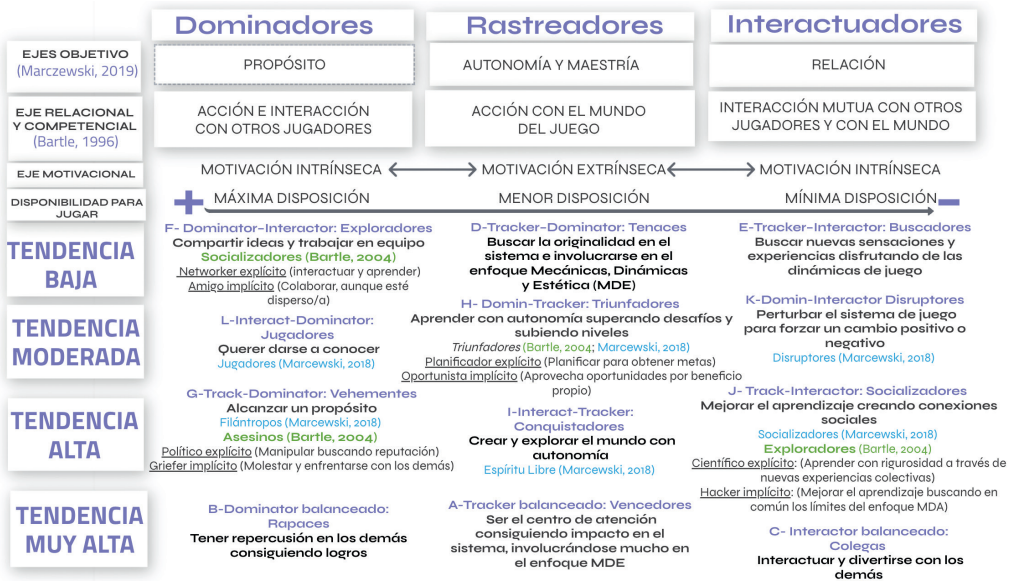 Dominadores
Rastreadores
Interactuadores
EJES OBJETIVO
(Marczewski, 2019)
PROPÓSITO
AUTONOMÍA Y MAESTRÍA
RELACIÓN
EJE RELACIONAL
Y COMPETENCIAL
(Bartle, 1996)
ACCIÓN E INTERACCIÓN
CON OTROS JUGADORES
ACCIÓN CON EL MUNDO
DEL JUEGO
INTERACCIÓN MUTUA CON OTROS
JUGADORES Y CON EL MUNDO
EJE MOTIVACIONAL
MOTIVACIÓN INTRÍNSECA
MOTIVACIÓN EXTRÍNSECA
MOTIVACIÓN INTRÍNSECA
DISPONIBILIDAD PARA
JUGAR
+ MÁXIMA DISPOSICIÓN
MENOR DISPOSICIÓN
MÍNIMA DISPOSICIÓN −
TENDENCIA
BAJA
F- Dominator-Interactor: Exploradores
Compartir ideas y trabajar en equipo
Socializadores (Bartle, 2004)
Networker explícito (interactuar y aprender)
Amigo implícito (Colaborar, aunque esté
disperso/a)
D-Tracker-Dominator: Tenaces
Buscar la originalidad en el
sistema e involucrarse en el
enfoque Mecánicas, Dinámicas
y Estética (MDE)
E-Tracker-Interactor: Buscadores
Buscar nuevas sensaciones y
experiencias disfrutando de las
dinámicas de juego
TENDENCIA
MODERADA
L-Interact-Dominator:
Jugadores
Querer darse a conocer
Jugadores (Marcewski, 2018)
H- Domin-Tracker: Triunfadores
Aprender con autonomía superando desafíos y
subiendo niveles
Triunfadores (Bartle, 2004; Marcewski, 2018)
Planificador explícito (Planificar para obtener metas)
Oportunista implícito (Aprovecha oportunidades por beneficio
propio)
K-Domin-Interactor Disruptores
Perturbar el sistema de juego
para forzar un cambio positivo o
negativo
Disruptores (Marcewski, 2018)
TENDENCIA
ALTA
G-Track-Dominator: Vehementes
Alcanzar un propósito
Filántropos (Marcewski, 2018)
Asesinos (Bartle, 2004)
Político explícito (Manipular buscando reputación)
Griefer implícito (Molestar y enfrentarse con los demás)
I-Interact-Tracker:
Conquistadores
Crear y explorar el mundo con
autonomía
Espíritu Libre (Marcewski, 2018)
J- Track-Interactor: Socializadores
Mejorar el aprendizaje creando conexiones
sociales
Socializadores (Marcewski, 2018)
Exploradores (Bartle, 2004)
Científico explícito: (Aprender con rigurosidad a través de
nuevas experiencias colectivas)
Hacker implícito: (Mejorar el aprendizaje buscando en
común los límites del enfoque MDA)
TENDENCIA
MUY ALTA
B-Dominator balanceado:
Rapaces
Tener repercusión en los demás
consiguiendo logros
A-Tracker balanceado: Vencedores
Ser el centro de atención
consiguiendo impacto en el
sistema, involucrándose mucho en
el enfoque MDE
C- Interactor balanceado:
Colegas
Interactuar y divertirse con los
demás